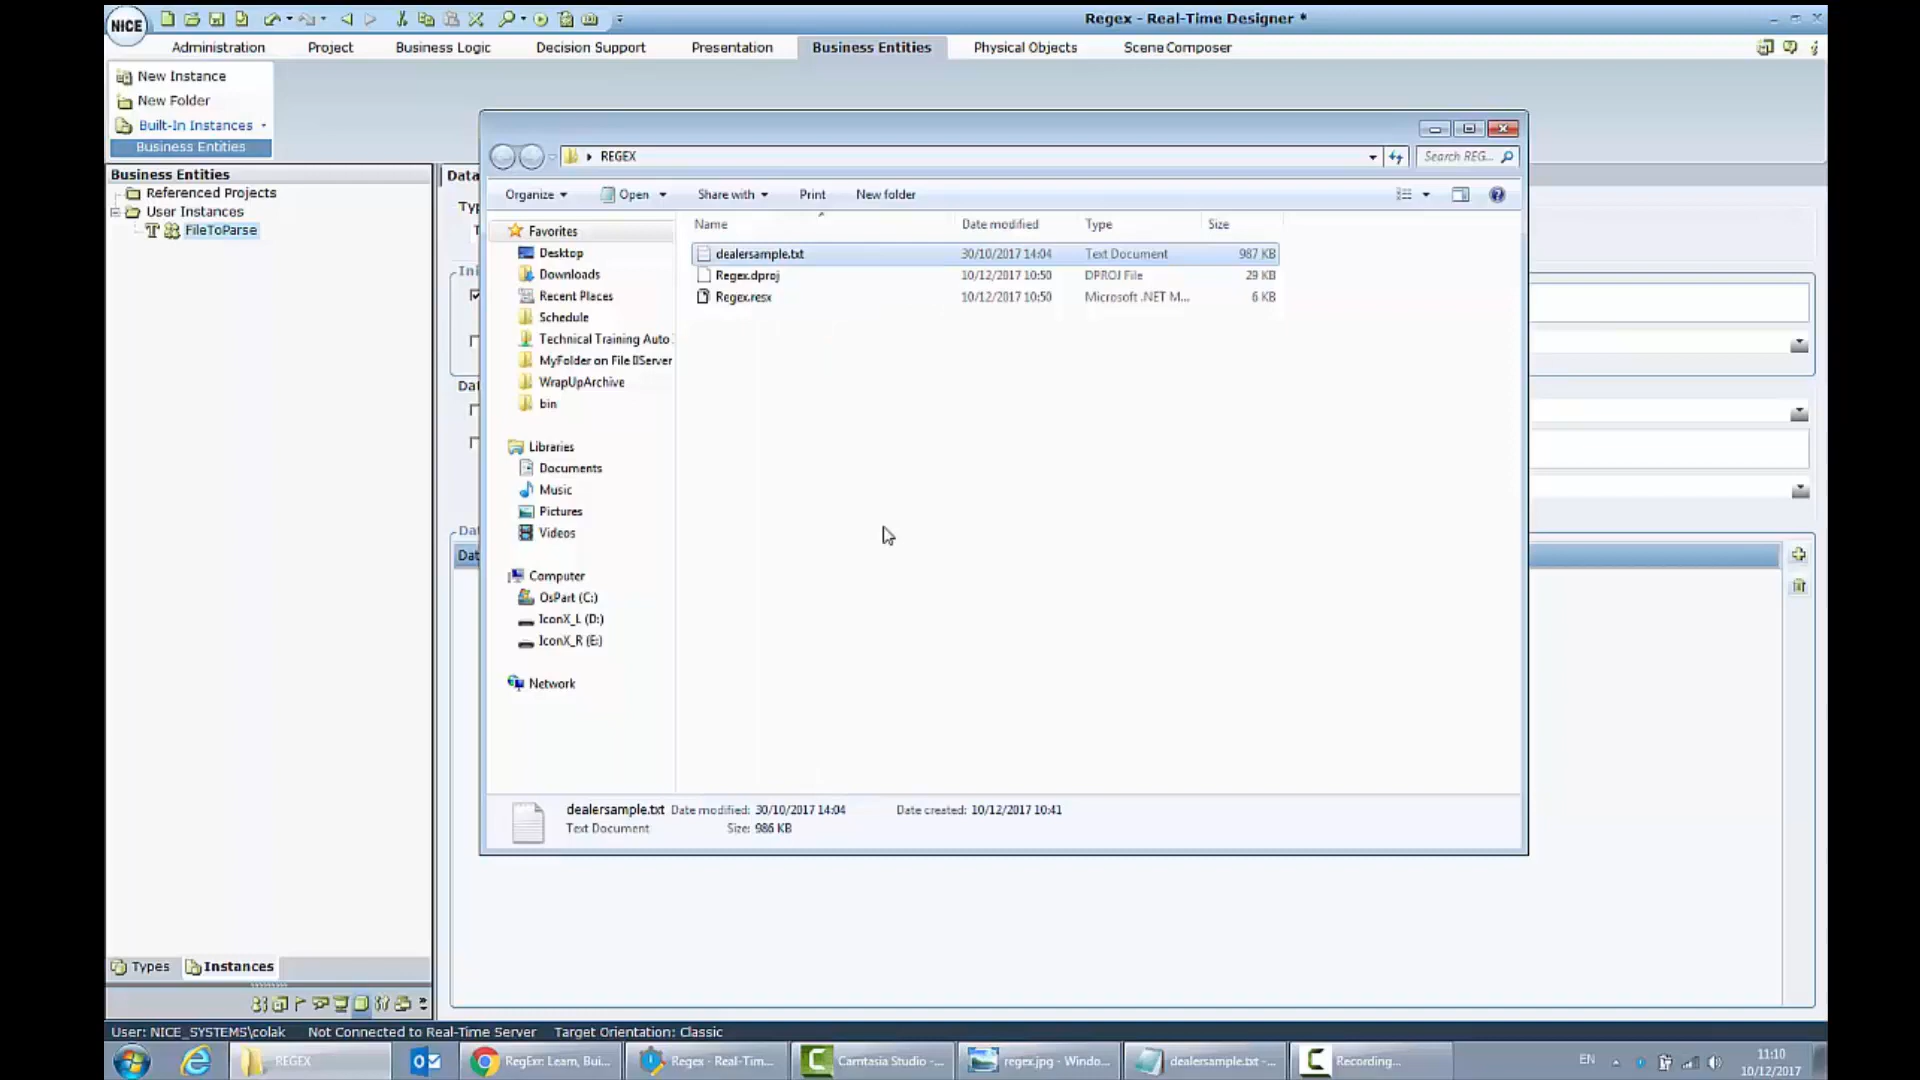 NICE
Regex - Real-Time Designer *
Administration Project Business Logic Decision Support Presentation Business Entities Physical Objects Scene Composer
New Instance
New Folder
Built-In Instances
Business Entities
Business Entities
Referenced Projects
User Instances
FileToParse
REGEX
Search REG...
Organize Open Share with Print New folder
Name Date modified Type Size
dealersample.txt 30/10/2017 14:04 Text Document 987 KB
Regex.dproj 10/12/2017 10:50 DPROJ File 29 KB
Regex.resx 10/12/2017 10:50 Microsoft .NET M... 6 KB
Favorites
Desktop
Downloads
Recent Places
Schedule
Technical Training Auto
MyFolder on File Server
WrapUpArchive
bin
Libraries
Documents
Music
Pictures
Videos
Computer
OsPart (C:)
IconX_L (D:)
IconX_R (E:)
Network
dealersample.txt Date modified: 30/10/2017 14:04 Date created: 10/12/2017 10:41
Text Document Size: 986 KB
Data
Typ
Ini
Dat
Dat
Dat
Types Instances
User: NICE_SYSTEMS\colak Not Connected to Real-Time Server Target Orientation: Classic
REGEX
RegExr: Learn, Bui...
Regex - Real-Tim...
Camtasia Studio -...
regex.jpg - Windo...
dealersample.txt -...
Recording...
EN
11:10
10/12/2017